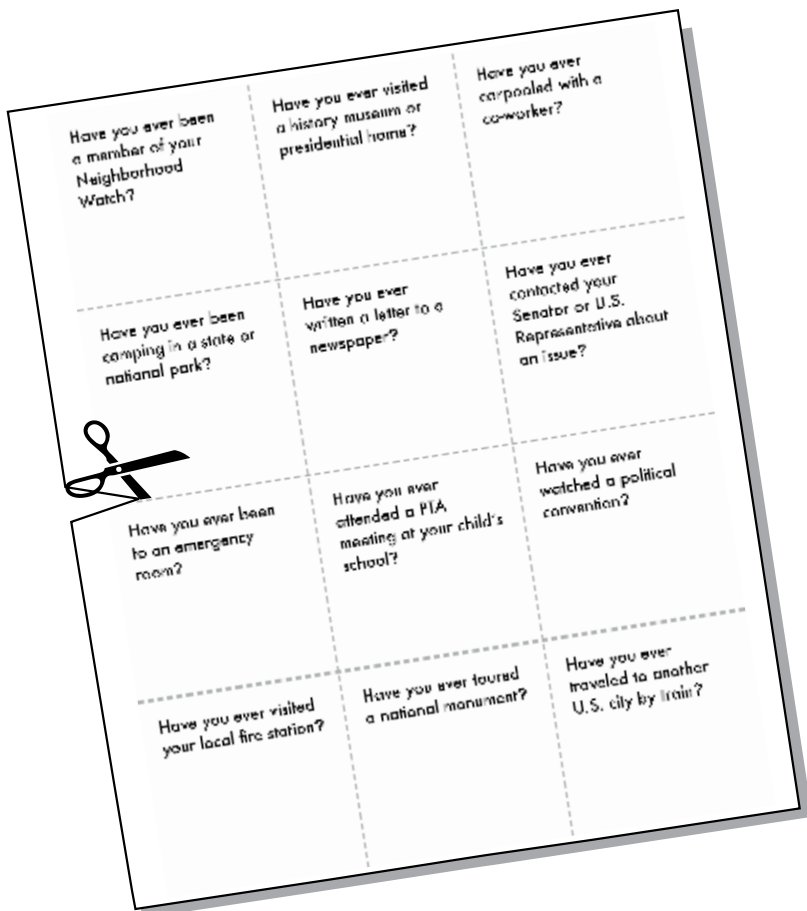 Have you ever been
a member of your
Neighborhood
Watch?
Have you ever visited
a history museum or
presidential home?
Have you ever
carpooled with a
co-worker?
Have you ever been
camping in a state or
national park?
Have you ever
written a letter to a
newspaper?
Have you ever
contacted your
Senator or U.S.
Representative about
an issue?
Have you ever been
to an emergency
room?
Have you ever
attended a PTA
meeting at your child's
school?
Have you ever
watched a political
convention?
Have you ever visited
your local fire station?
Have you ever toured
a national monument?
Have you ever
traveled to another
U.S. city by train?